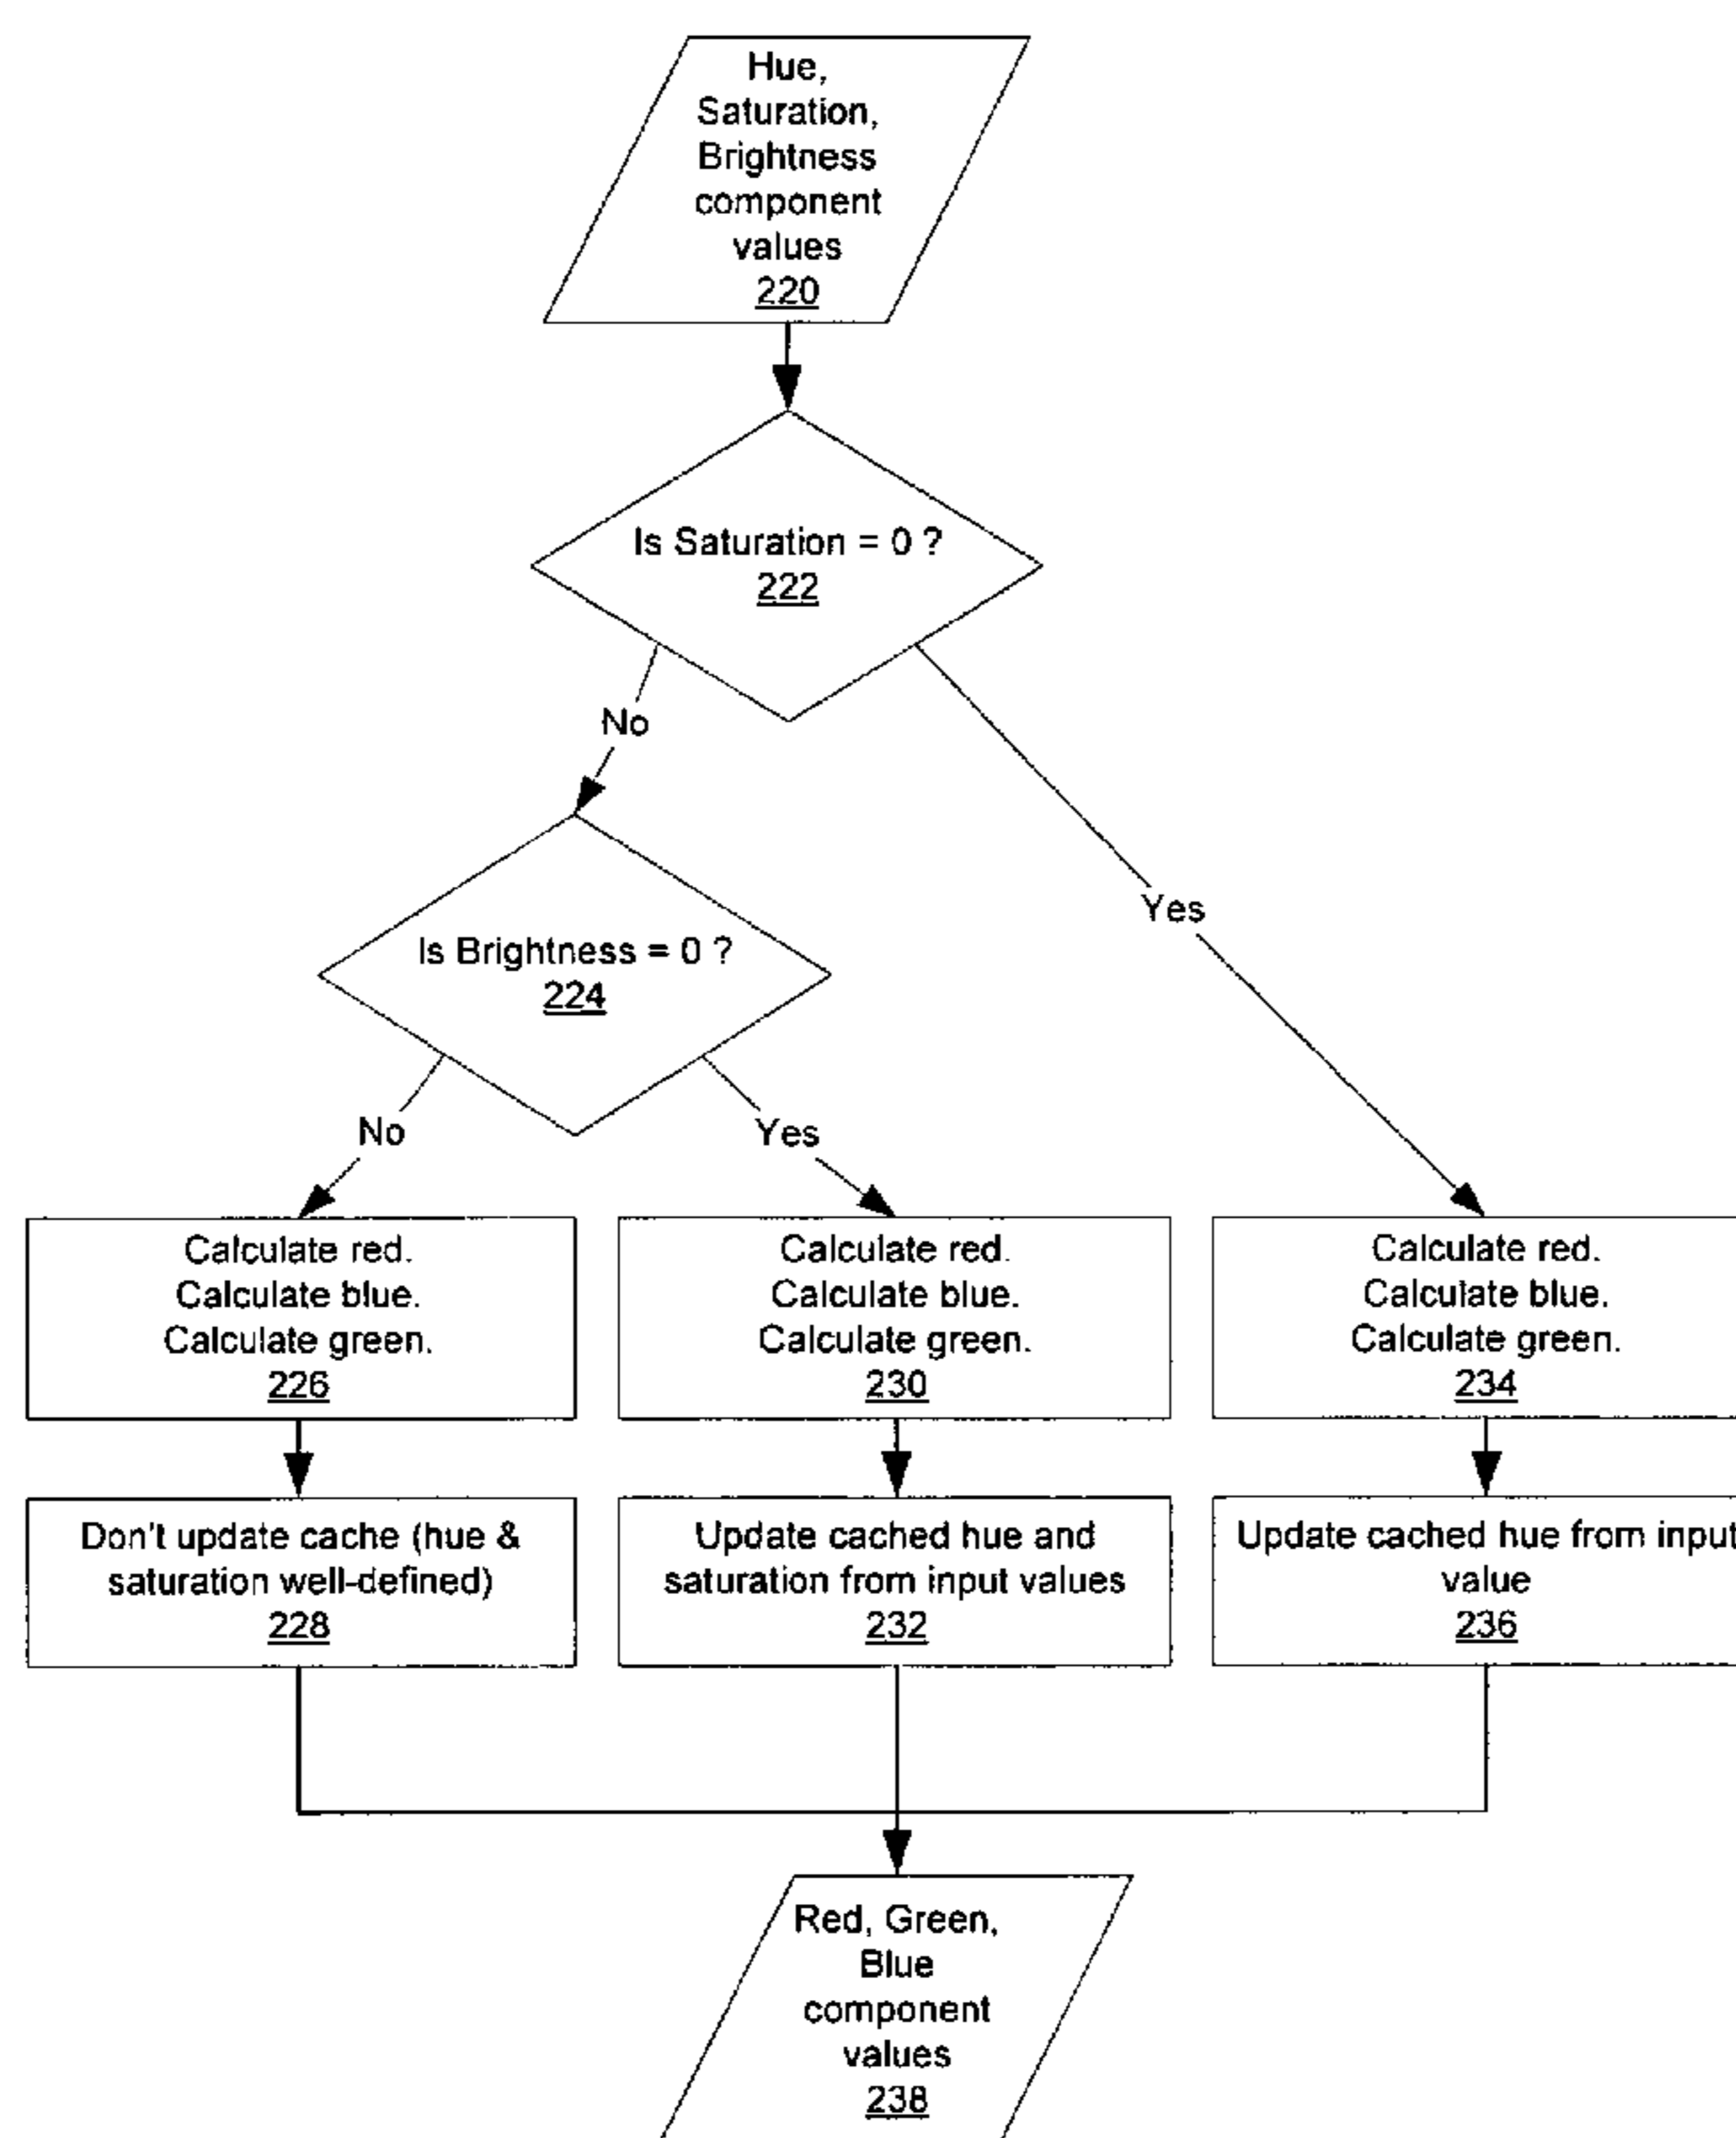 Hue,
Saturation,
Brightness
component
values
220
Is Saturation = 0 ?
222
No
Yes
Is Brightness = 0 ?
224
No
Yes
Calculate red.
Calculate blue.
Calculate green.
226
Calculate red.
Calculate blue.
Calculate green.
230
Calculate red.
Calculate blue.
Calculate green.
234
Don't update cache (hue &
saturation well-defined)
228
Update cached hue and
saturation from input values
232
Update cached hue from input
value
236
Red, Green,
Blue
component
values
238